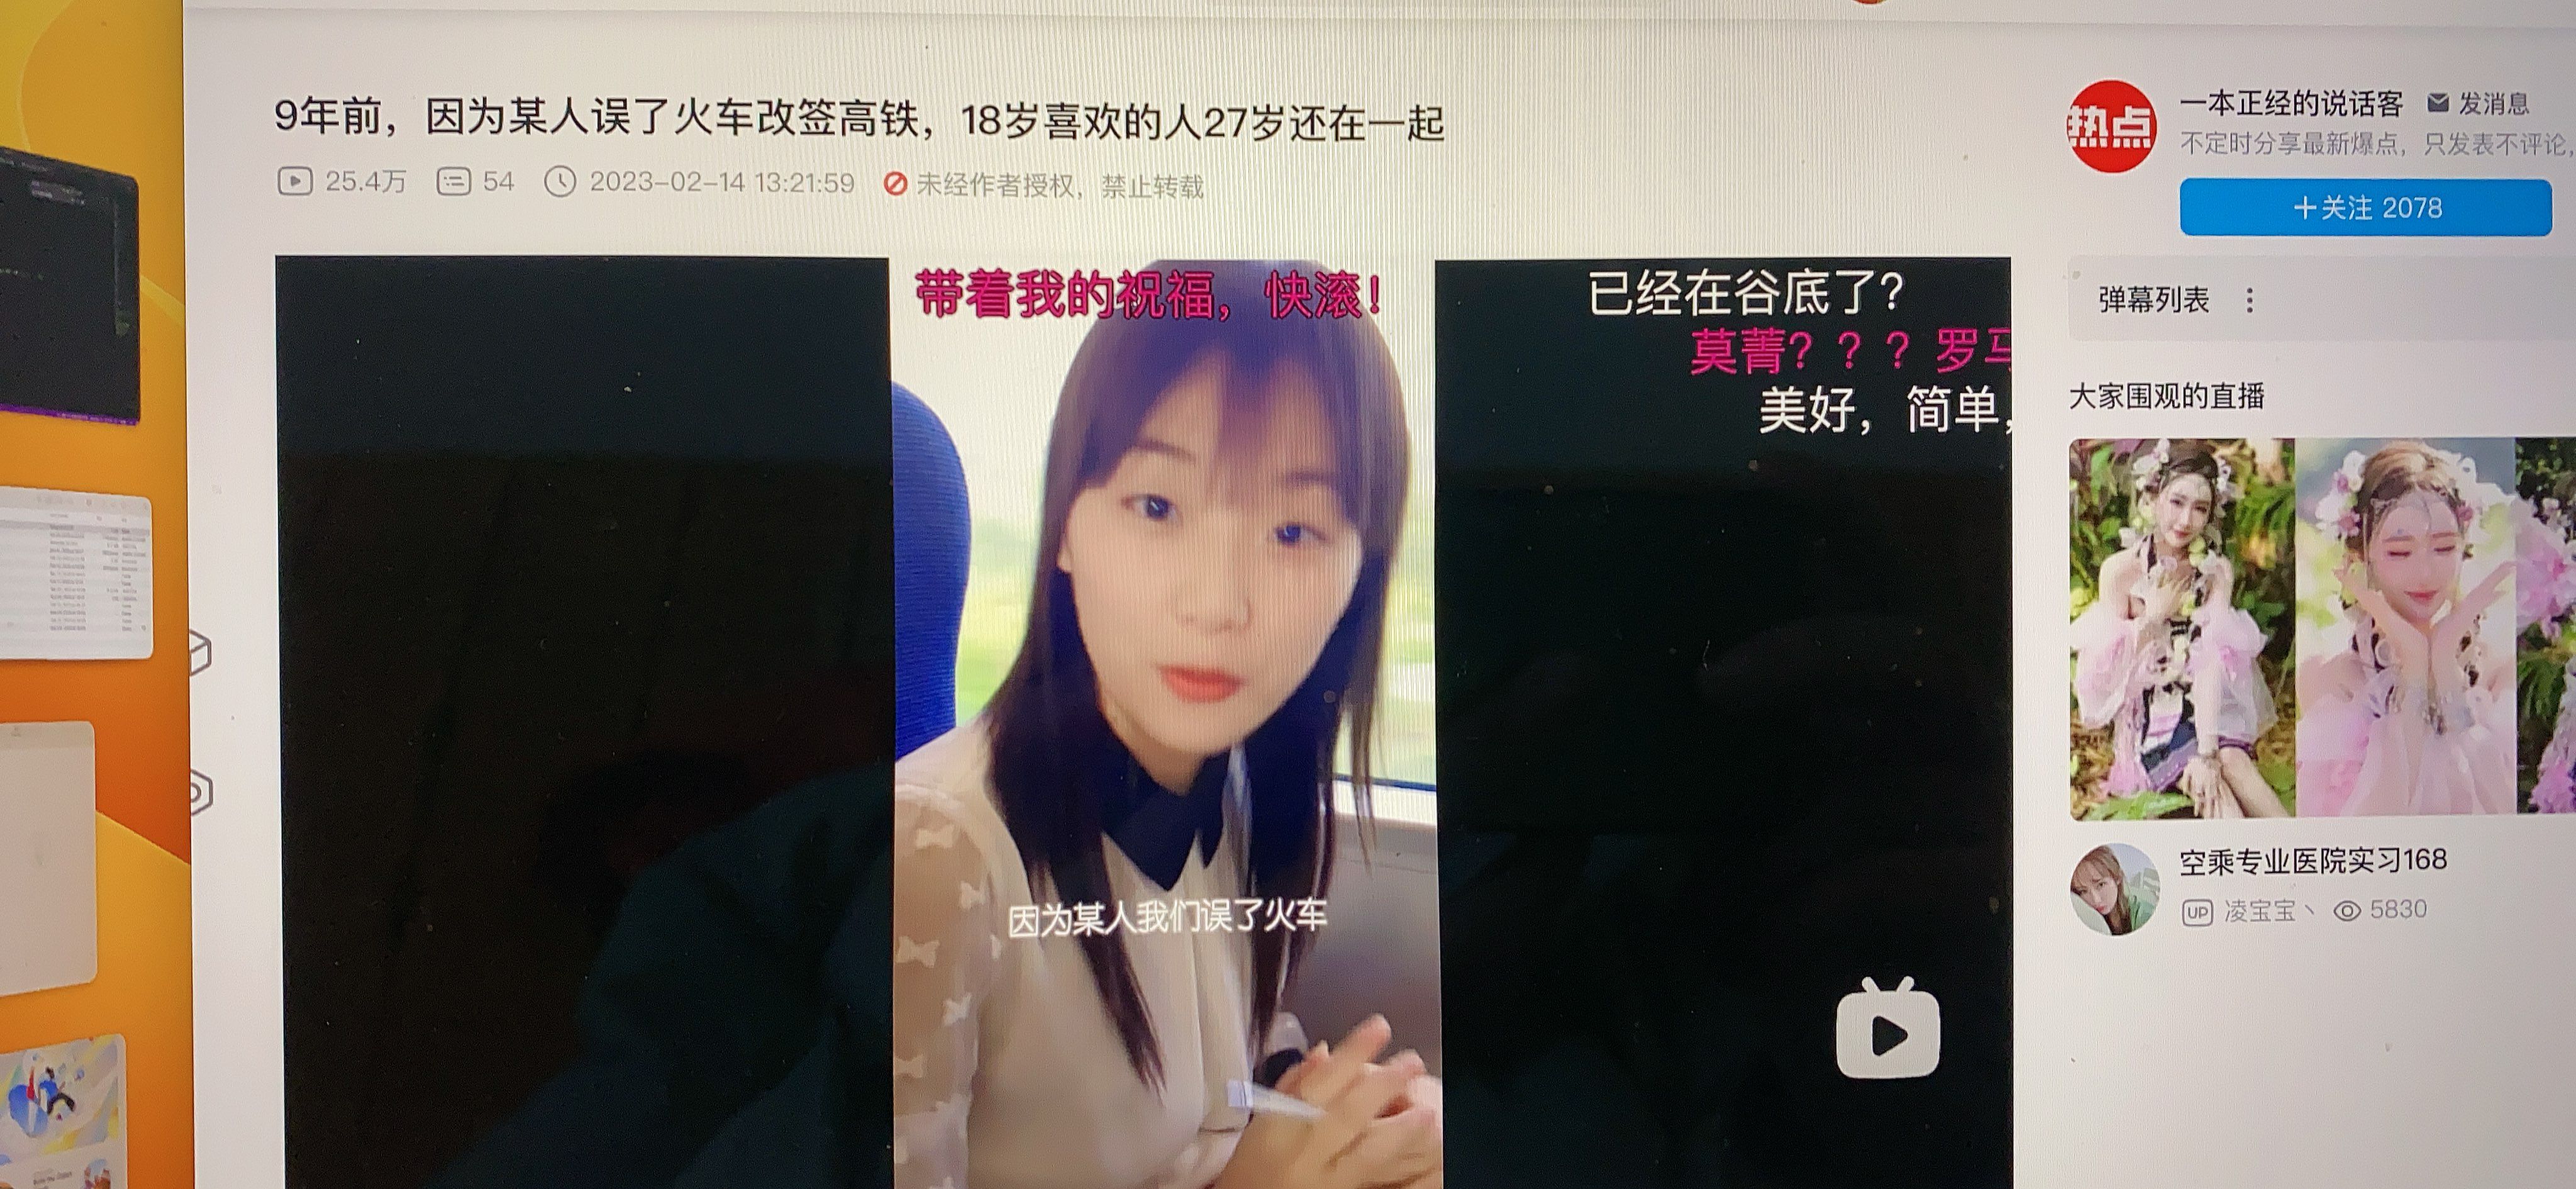 9年前，因为某人误了火车改签高铁，18岁喜欢的人27岁还在一起
25.4万 54 2023-02-14 13:21:59 未经作者授权，禁止转载
带着我的祝福，快滚！
已经在谷底了？
莫菁？？？罗马
美好，简单，
因为某人我们误了火车
热点
一本正经的说话客 发消息
不定时分享最新爆点，只发表不评论，
+关注 2078
弹幕列表
大家围观的直播
空乘专业医院实习168
UP 凌宝宝丶 5830